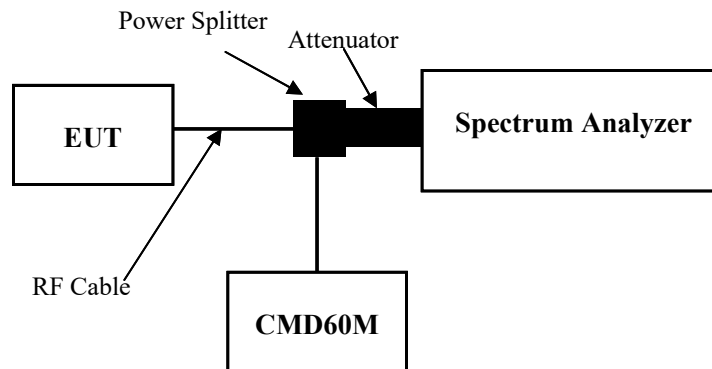 Power Splitter
Attenuator
EUT
Spectrum Analyzer
RF Cable
CMD60M